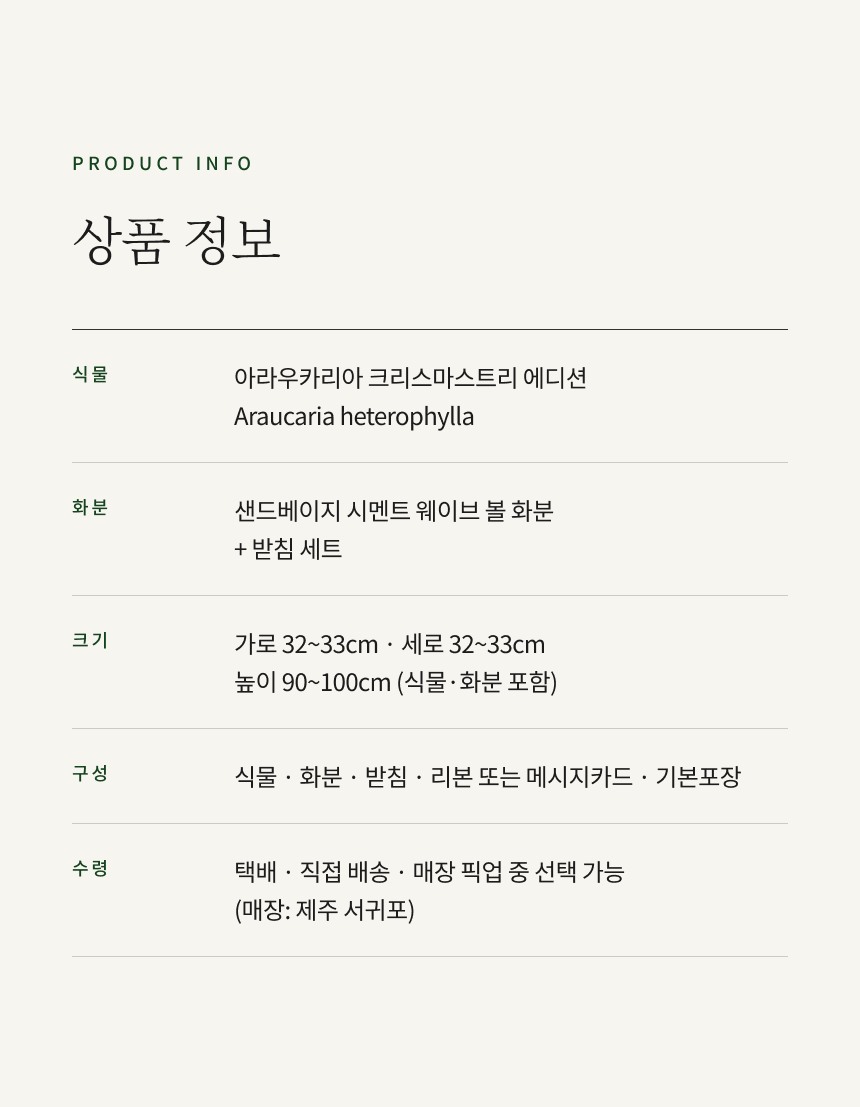 PRODUCT INFO
상품 정보
식물
아라우카리아 크리스마스트리 에디션
Araucaria heterophylla
화분
샌드베이지 시멘트 웨이브 볼 화분
+ 받침 세트
크기
가로 32~33cm · 세로 32~33cm
높이 90~100cm (식물·화분 포함)
구성
식물 · 화분 · 받침 · 리본 또는 메시지카드 · 기본포장
수령
택배 · 직접 배송 · 매장 픽업 중 선택 가능
(매장: 제주 서귀포)